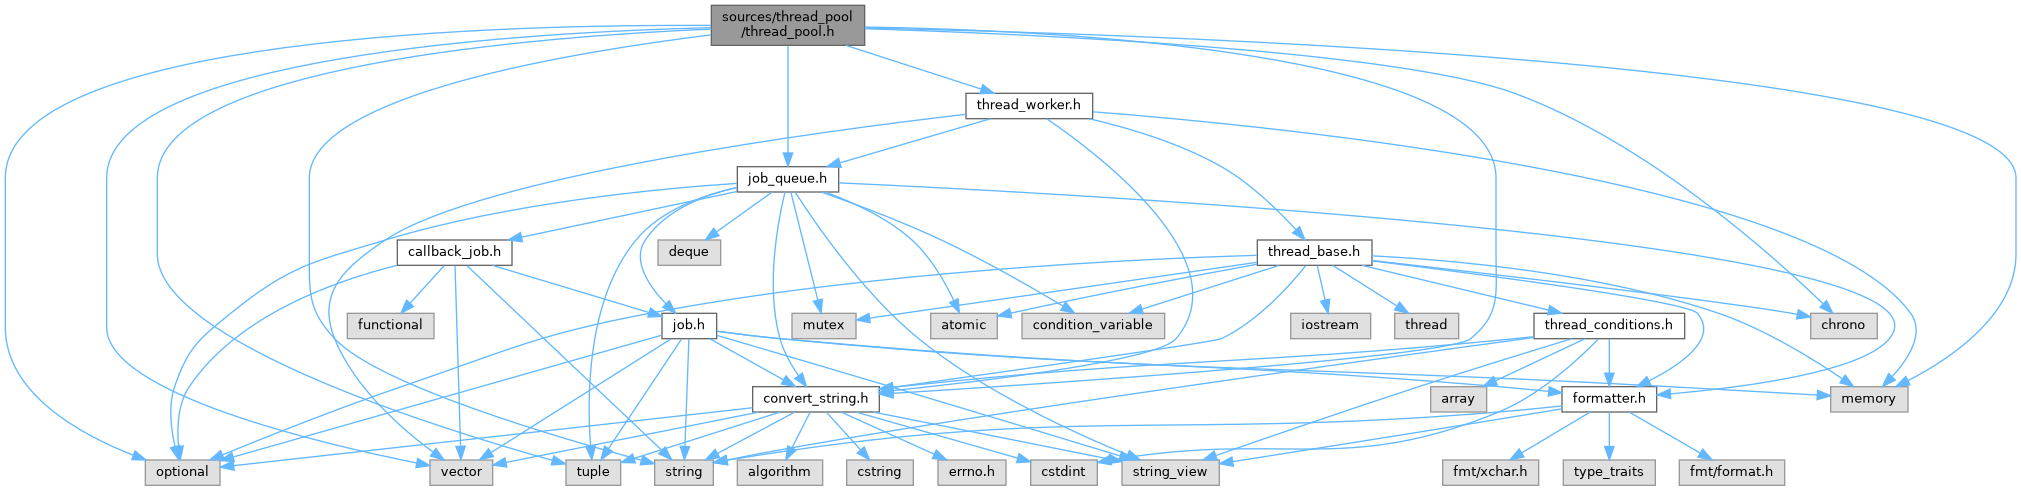 sources/thread_pool
/thread_pool.h
thread_worker.h
job_queue.h
callback_job.h
deque
thread_base.h
functional
job.h
mutex
atomic
condition_variable
iostream
thread
thread_conditions.h
chrono
convert_string.h
array
formatter.h
memory
optional
vector
tuple
string
algorithm
cstring
errno.h
cstdint
string_view
fmt/xchar.h
type_traits
fmt/format.h